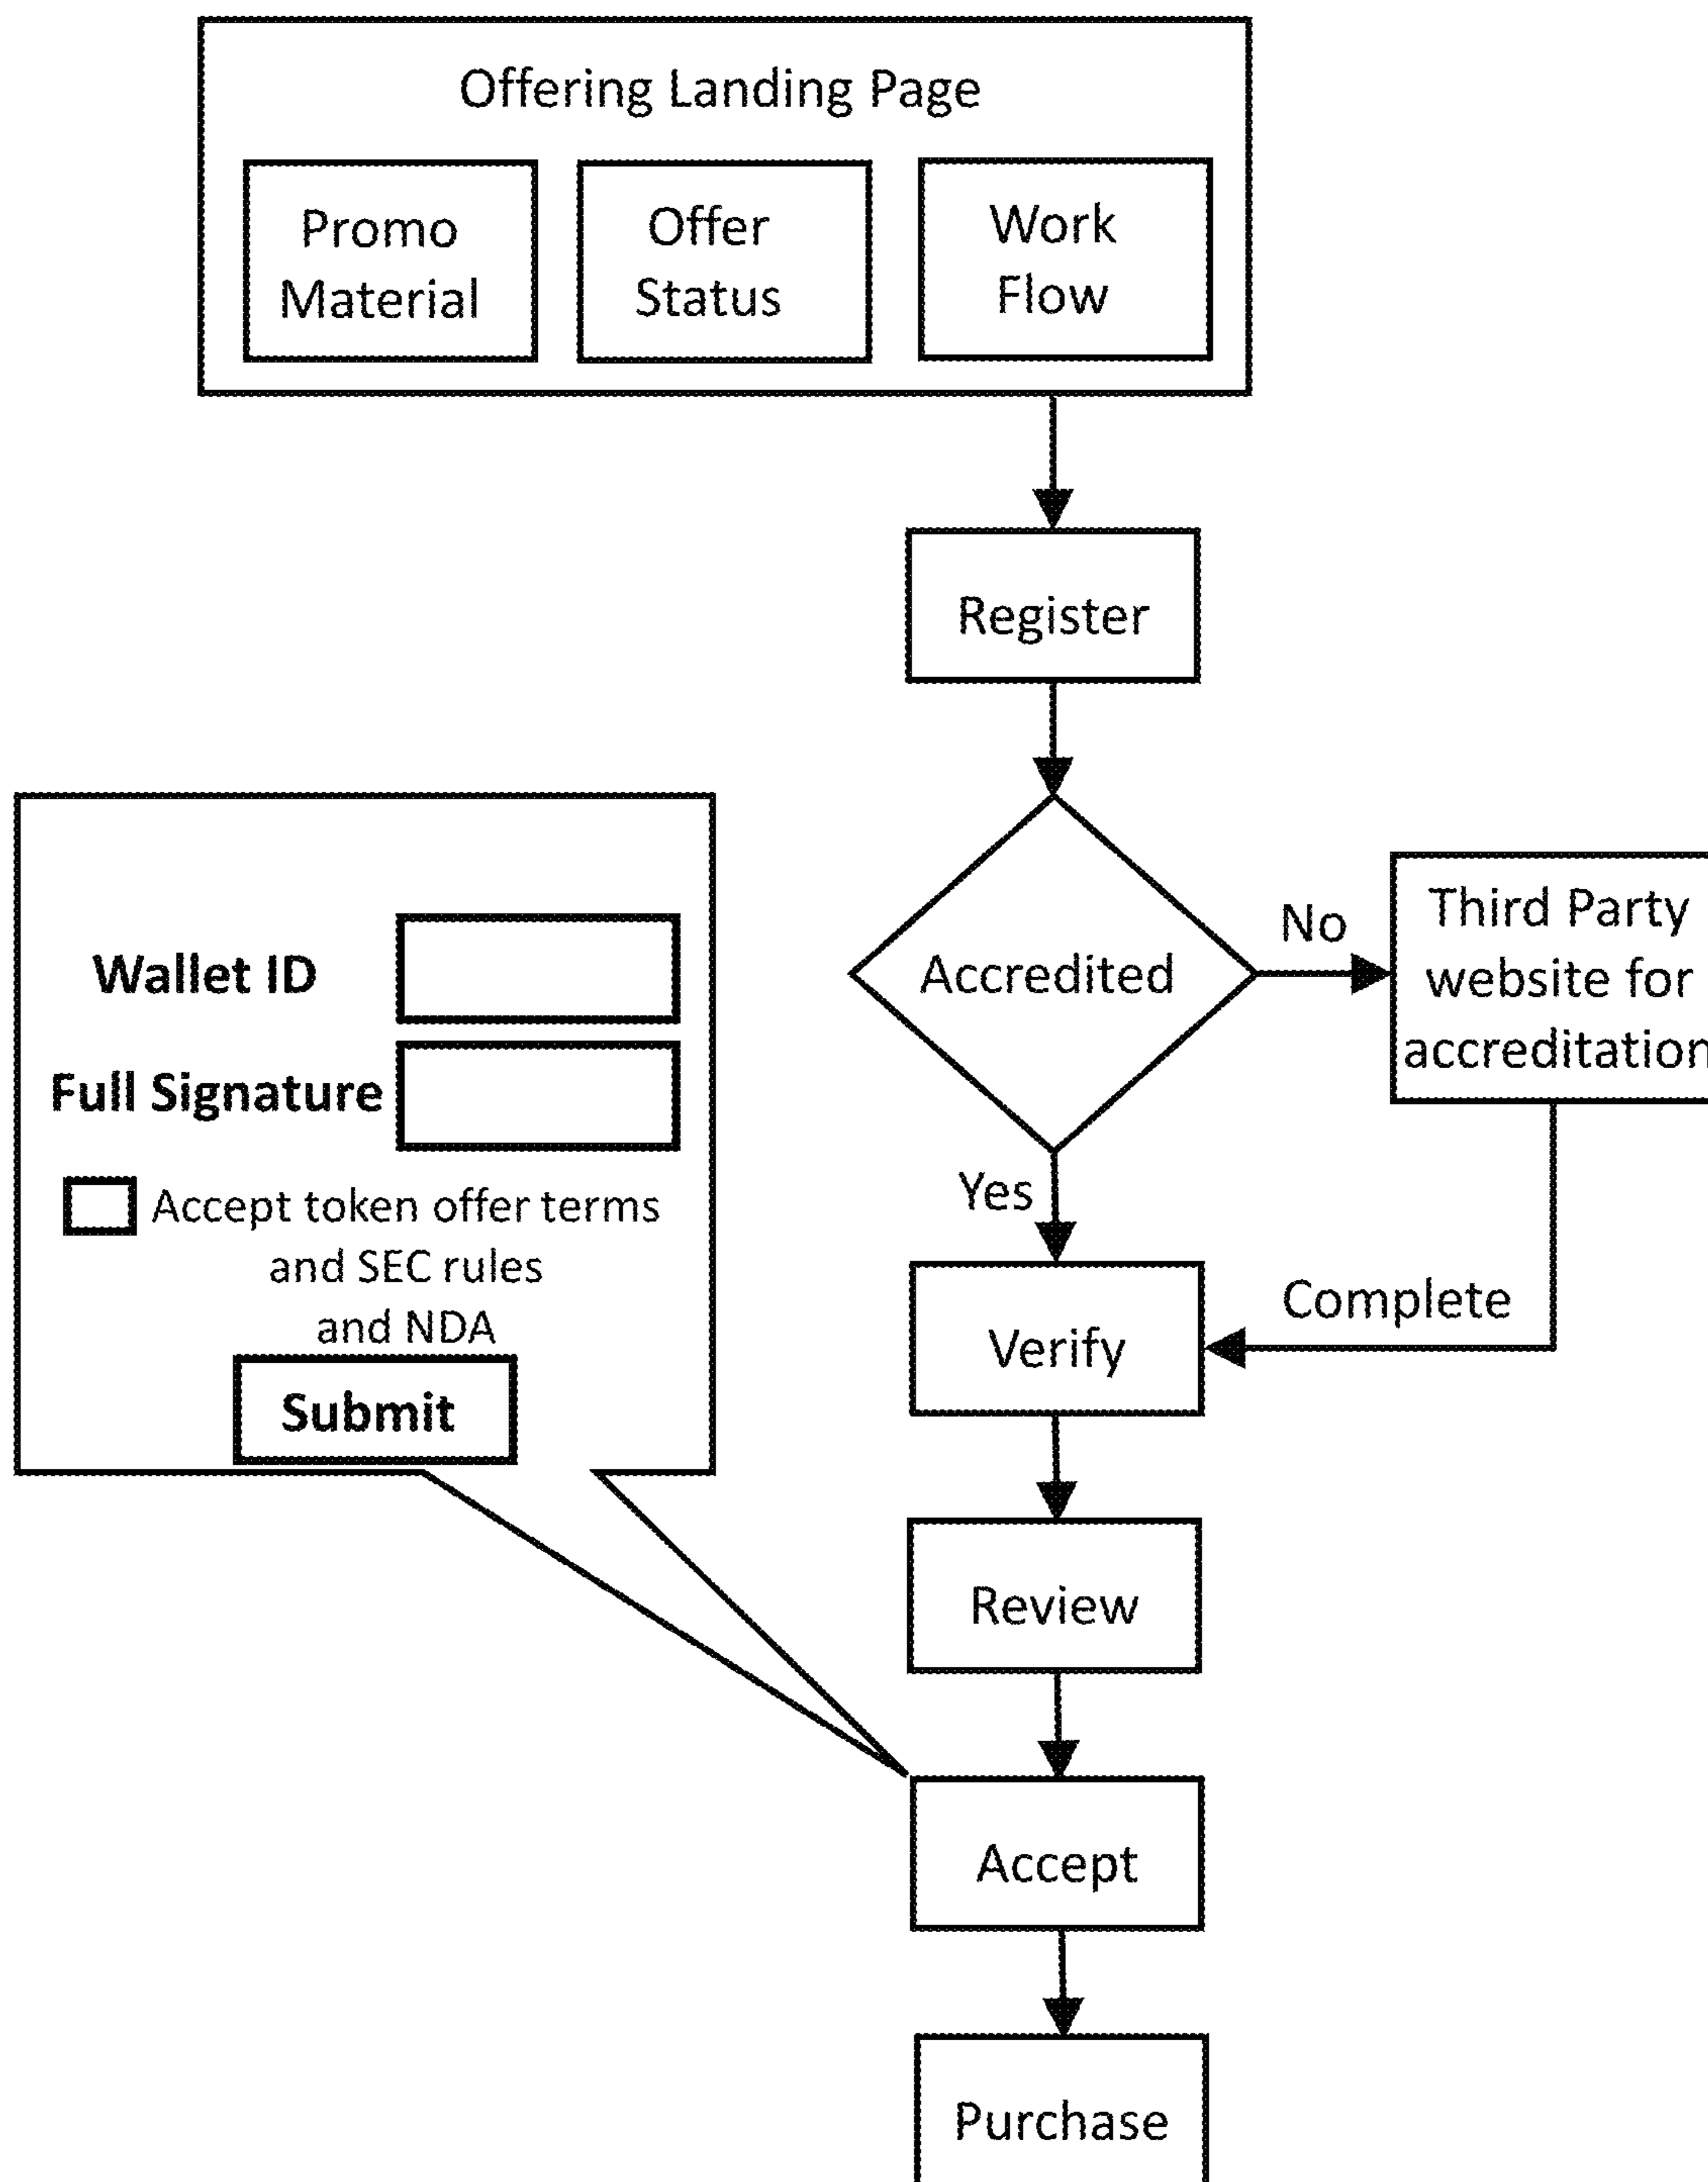 Offering Landing Page
Promo
Material
Offer
Status
Work
Flow
Register
Accredited
No
Third Party
website for
accreditation
Yes
Complete
Verify
Wallet ID
Full Signature
Accept token offer terms
and SEC rules
and NDA
Submit
Review
Accept
Purchase